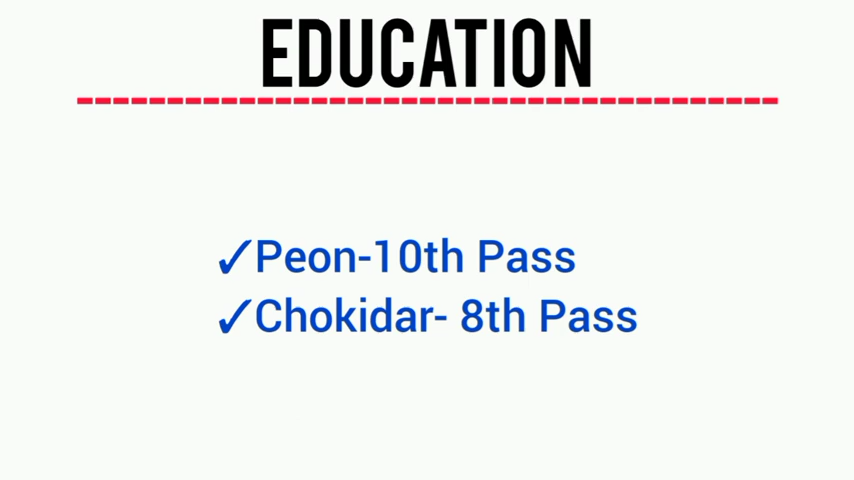 EDUCATION
✓Peon-10th Pass
✓Chokidar- 8th Pass